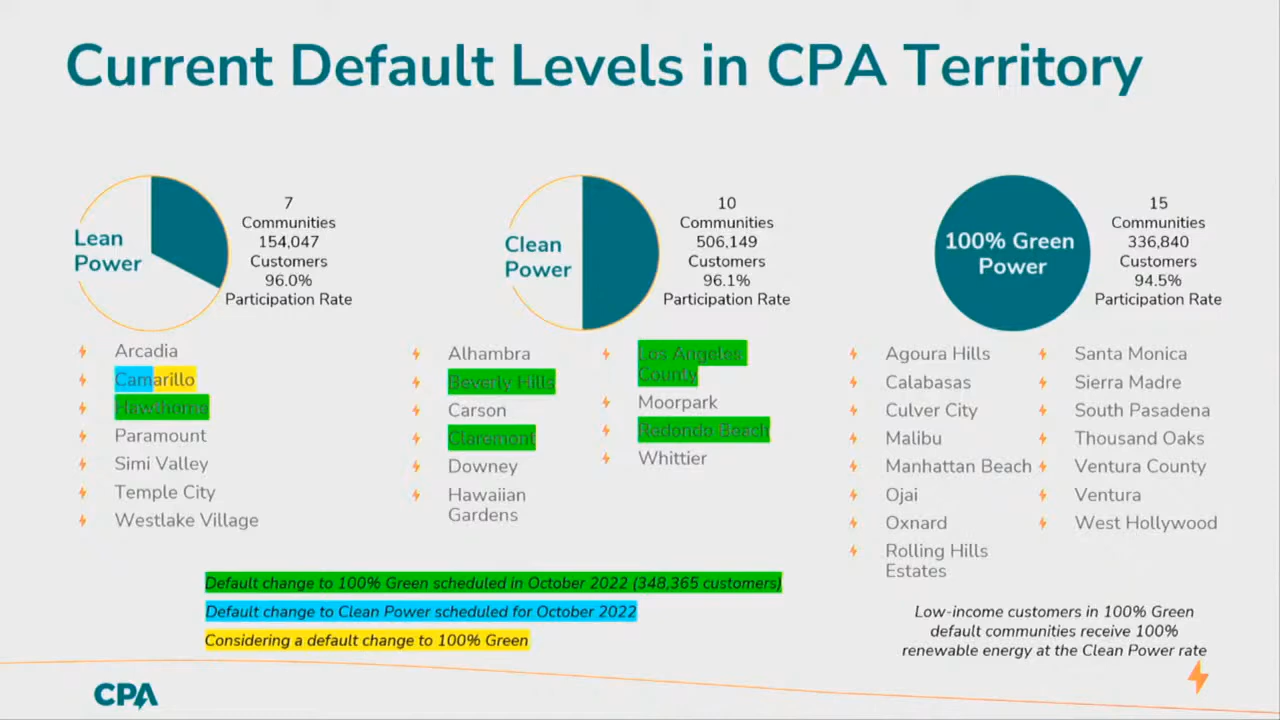 Current Default Levels in CPA Territory
Lean
Power
7
Communities
154,047
Customers
96.0%
Participation Rate
Arcadia
Camarillo
Hawthorne
Paramount
Simi Valley
Temple City
Westlake Village
Clean
Power
10
Communities
506,149
Customers
96.1%
Participation Rate
Alhambra
Beverly Hills
Carson
Claremont
Downey
Hawaiian
Gardens
Los Angeles
County
Moorpark
Redondo Beach
Whittier
100% Green
Power
15
Communities
336,840
Customers
94.5%
Participation Rate
Agoura Hills
Calabasas
Culver City
Malibu
Manhattan Beach
Ojai
Oxnard
Rolling Hills
Estates
Santa Monica
Sierra Madre
South Pasadena
Thousand Oaks
Ventura County
Ventura
West Hollywood
Default change to 100% Green scheduled in October 2022 (348,365 customers)
Default change to Clean Power scheduled for October 2022
Considering a default change to 100% Green
Low-income customers in 100% Green
default communities receive 100%
renewable energy at the Clean Power rate
CPA